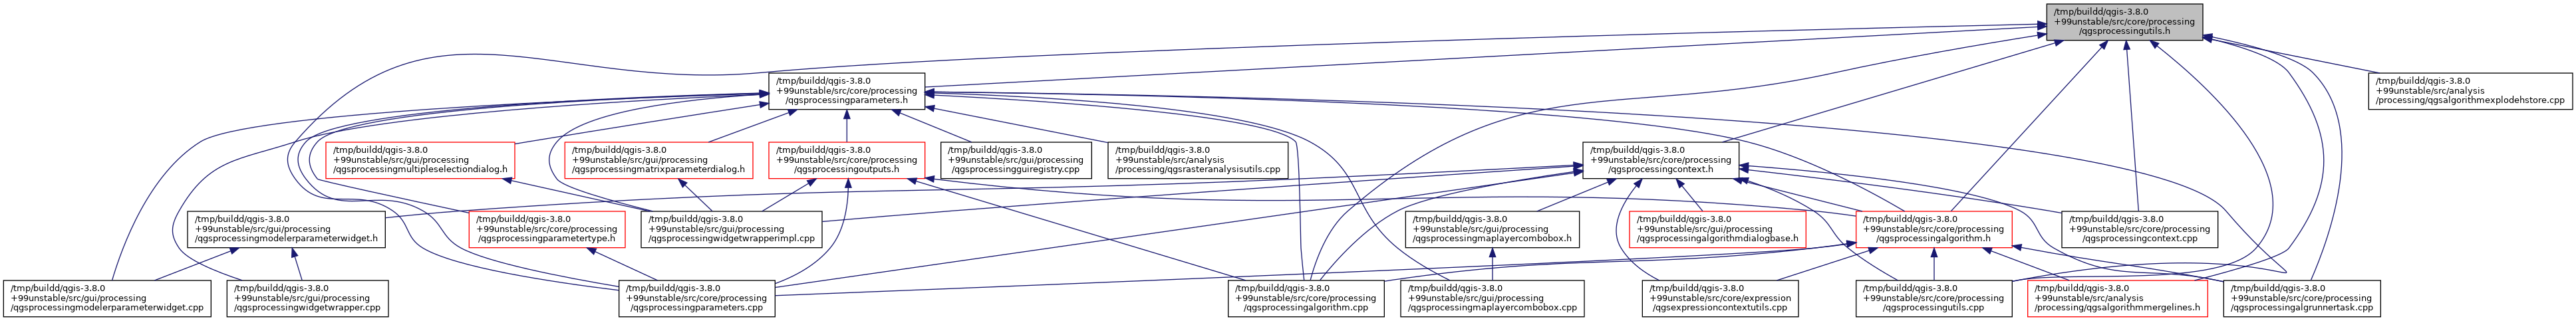 /tmp/buildd/qgis-3.8.0
+99unstable/src/core/processing
/qgsprocessingutils.h
/tmp/buildd/qgis-3.8.0
+99unstable/src/core/processing
/qgsprocessingparameters.h
/tmp/buildd/qgis-3.8.0
+99unstable/src/analysis
/processing/qgsalgorithmexplodehstore.cpp
/tmp/buildd/qgis-3.8.0
+99unstable/src/gui/processing
/qgsprocessingmultipleselectiondialog.h
/tmp/buildd/qgis-3.8.0
+99unstable/src/gui/processing
/qgsprocessingmatrixparameterdialog.h
/tmp/buildd/qgis-3.8.0
+99unstable/src/core/processing
/qgsprocessingoutputs.h
/tmp/buildd/qgis-3.8.0
+99unstable/src/gui/processing
/qgsprocessingguiregistry.cpp
/tmp/buildd/qgis-3.8.0
+99unstable/src/analysis
/processing/qgsrasteranalysisutils.cpp
/tmp/buildd/qgis-3.8.0
+99unstable/src/core/processing
/qgsprocessingcontext.h
/tmp/buildd/qgis-3.8.0
+99unstable/src/gui/processing
/qgsprocessingmodelerparameterwidget.h
/tmp/buildd/qgis-3.8.0
+99unstable/src/core/processing
/qgsprocessingparametertype.h
/tmp/buildd/qgis-3.8.0
+99unstable/src/gui/processing
/qgsprocessingwidgetwrapperimpl.cpp
/tmp/buildd/qgis-3.8.0
+99unstable/src/gui/processing
/qgsprocessingmaplayercombobox.h
/tmp/buildd/qgis-3.8.0
+99unstable/src/gui/processing
/qgsprocessingalgorithmdialogbase.h
/tmp/buildd/qgis-3.8.0
+99unstable/src/core/processing
/qgsprocessingalgorithm.h
/tmp/buildd/qgis-3.8.0
+99unstable/src/core/processing
/qgsprocessingcontext.cpp
/tmp/buildd/qgis-3.8.0
+99unstable/src/gui/processing
/qgsprocessingmodelerparameterwidget.cpp
/tmp/buildd/qgis-3.8.0
+99unstable/src/gui/processing
/qgsprocessingwidgetwrapper.cpp
/tmp/buildd/qgis-3.8.0
+99unstable/src/core/processing
/qgsprocessingparameters.cpp
/tmp/buildd/qgis-3.8.0
+99unstable/src/core/processing
/qgsprocessingalgorithm.cpp
/tmp/buildd/qgis-3.8.0
+99unstable/src/gui/processing
/qgsprocessingmaplayercombobox.cpp
/tmp/buildd/qgis-3.8.0
+99unstable/src/core/expression
/qgsexpressioncontextutils.cpp
/tmp/buildd/qgis-3.8.0
+99unstable/src/core/processing
/qgsprocessingutils.cpp
/tmp/buildd/qgis-3.8.0
+99unstable/src/analysis
/processing/qgsalgorithmmergelines.h
/tmp/buildd/qgis-3.8.0
+99unstable/src/core/processing
/qgsprocessingalgrunnertask.cpp